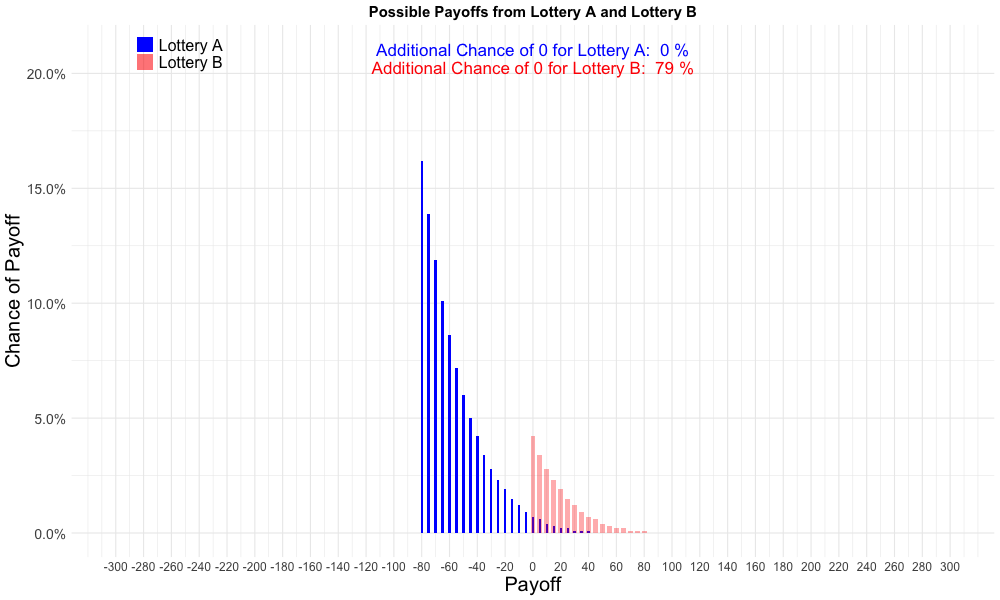 Possible Payoffs from Lottery A and Lottery B
Lottery A
Lottery B
Additional Chance of 0 for Lottery A:  0 %
Additional Chance of 0 for Lottery B:  79 %
Chance of Payoff
20.0%
15.0%
10.0%
5.0%
0.0%
-300 -280 -260 -240 -220 -200 -180 -160 -140 -120 -100 -80 -60 -40 -20 0 20 40 60 80 100 120 140 160 180 200 220 240 260 280 300
Payoff